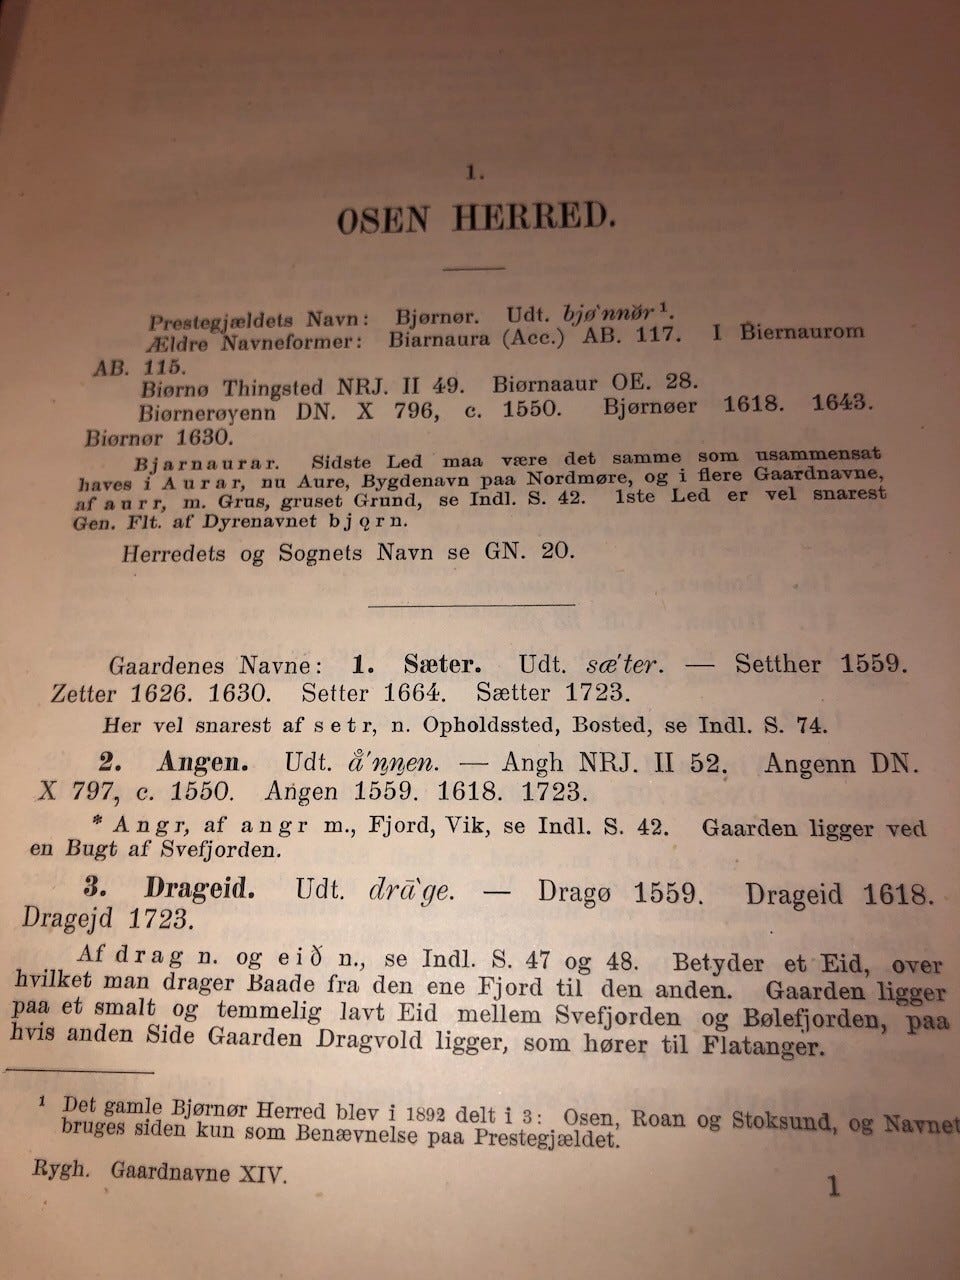 1.
OSEN HERRED.
Prestegjældets Navn: Bjørnør. Udt. bjø`nnör¹.
Ældre Navneformer: Biarnaura (Acc.) AB. 117. I Biernaurom
AB. 115.
Biørnø Thingsted NRJ. II 49. Biørnaaur OE. 28.
Biørnerøyenn DN. X 796, c. 1550. Bjørnøer 1618. 1643.
Biørnør 1630.
Bjarnaurar. Sidste Led maa være det samme som usammensat
haves i Aurar, nu Aure, Bygdenavn paa Nordmøre, og i flere Gaardnavne,
af aurr, m. Grus, gruset Grund, se Indl. S. 42. 1ste Led er vel snarest
Gen. Flt. af Dyrenavnet bjǫrn.
Herredets og Sognets Navn se GN. 20.
Gaardenes Navne: 1. Sæter. Udt. sæ´ter. — Setther 1559.
Zetter 1626. 1630. Setter 1664. Sætter 1723.
Her vel snarest af setr, n. Opholdssted, Bosted, se Indl. S. 74.
2. Angen. Udt. å´ŋŋen. — Angh NRJ. II 52. Angenn DN.
X 797, c. 1550. Angen 1559. 1618. 1723.
* Angr, af angr m., Fjord, Vik, se Indl. S. 42. Gaarden ligger ved
en Bugt af Svefjorden.
3. Drageid. Udt. drā`ge. — Dragø 1559. Drageid 1618.
Dragejd 1723.
Af drag n. og eið n., se Indl. S. 47 og 48. Betyder et Eid, over
hvilket man drager Baade fra den ene Fjord til den anden. Gaarden ligger
paa et smalt og temmelig lavt Eid mellem Svefjorden og Bølefjorden, paa
hvis anden Side Gaarden Dragvold ligger, som hører til Flatanger.
¹ Det gamle Bjørnør Herred blev i 1892 delt i 3: Osen, Roan og Stoksund, og Navnet
bruges siden kun som Benævnelse paa Prestegjældet.
Rygh. Gaardnavne XIV.
1